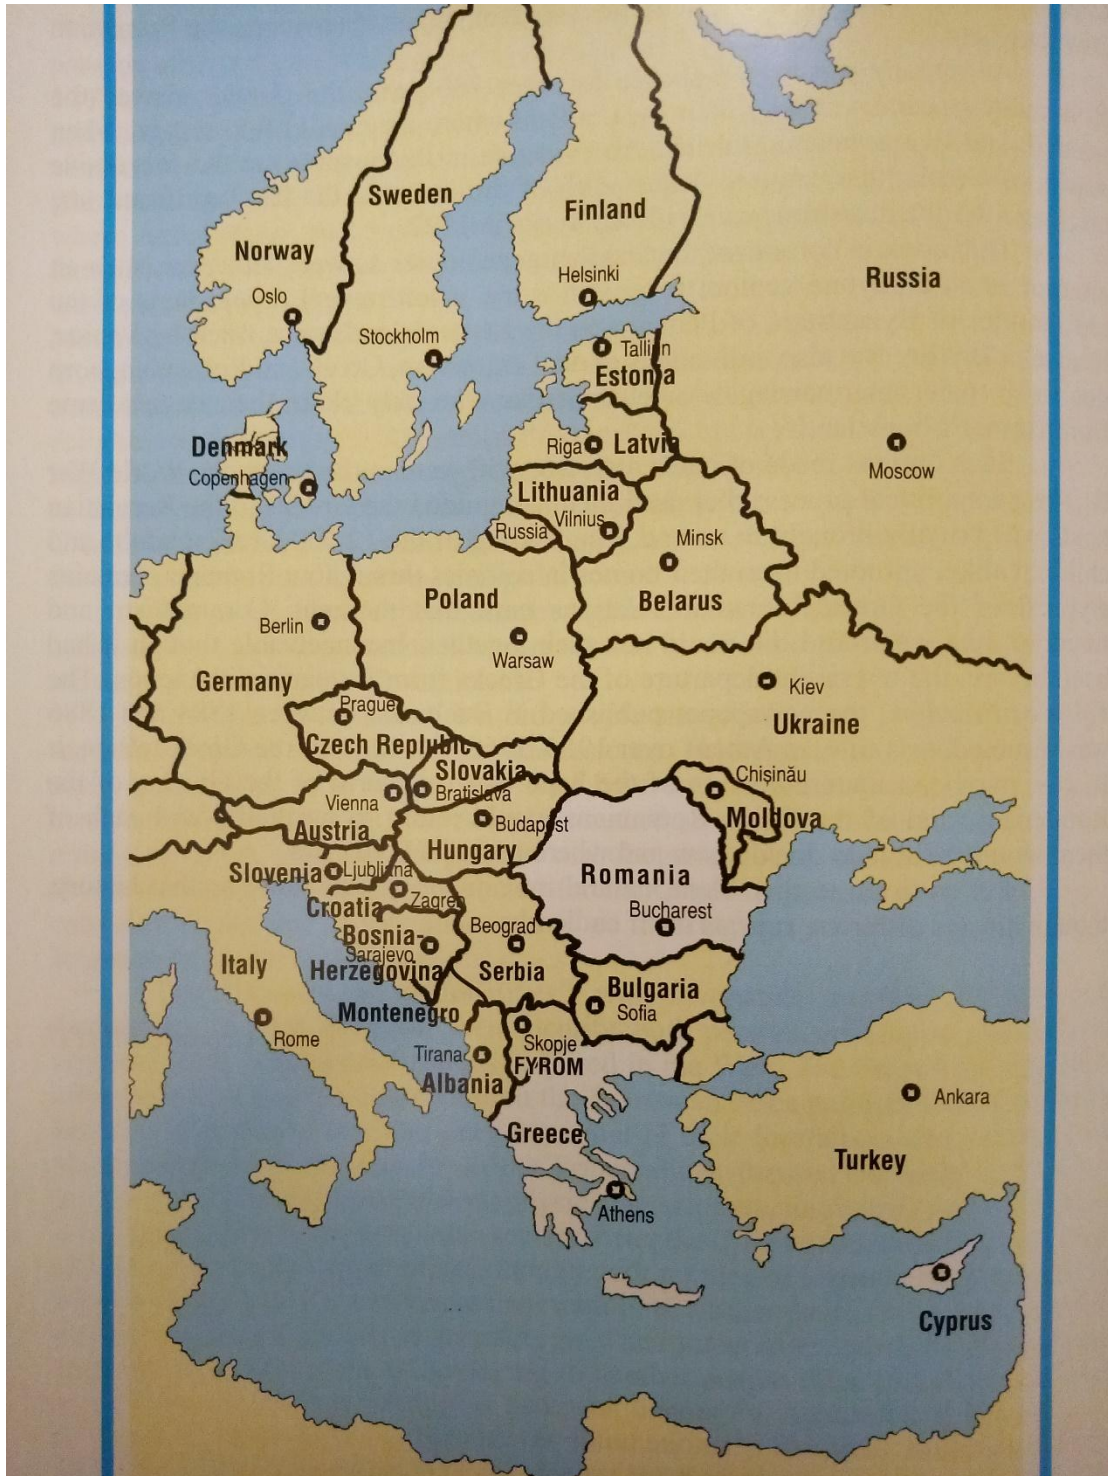 Sweden
Finland
Norway
Russia
Helsinki
Oslo
Stockholm
Tallinn
Estonia
Denmark
Riga
Latvia
Moscow
Copenhagen
Lithuania
Vilnius
Russia
Minsk
Poland
Belarus
Berlin
Warsaw
Germany
Kiev
Prague
Ukraine
Czech Replubic
Slovakia
Chişinău
Bratislava
Vienna
Moldova
Budapest
Austria
Hungary
Slovenia
Ljubljana
Romania
Zagreb
Croatia
Bucharest
Beograd
Bosnia-
Sarajevo
Herzegovina
Italy
Serbia
Bulgaria
Montenegro
Sofia
Rome
Skopje
Tirana
FYROM
Albania
Ankara
Greece
Turkey
Athens
Cyprus